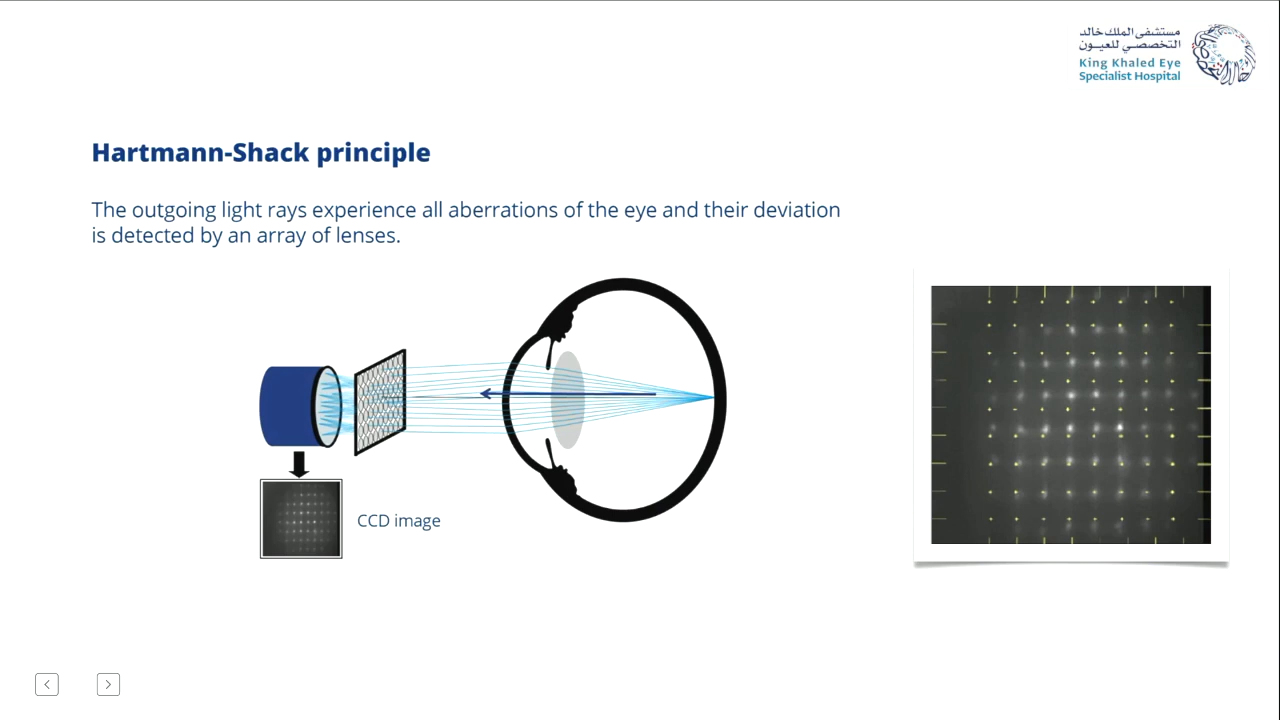 مستشفى الملك خالد
التخصصي للعيــون
King Khaled Eye
Specialist Hospital
Hartmann-Shack principle
The outgoing light rays experience all aberrations of the eye and their deviation
is detected by an array of lenses.
CCD image